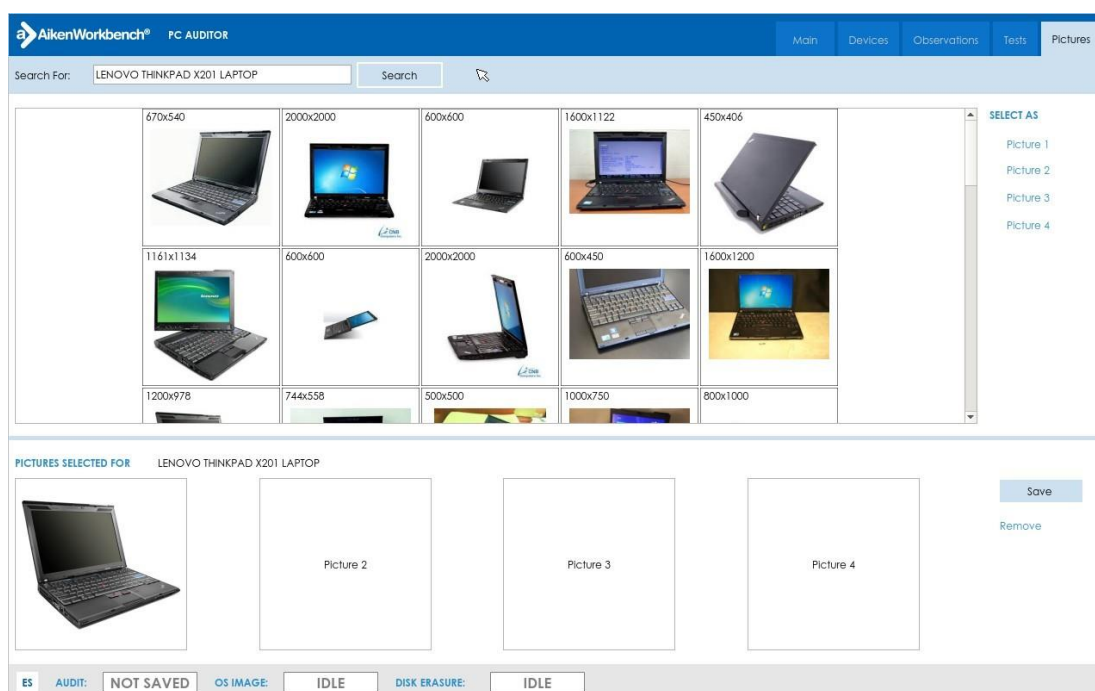 a AikenWorkbench® PC AUDITOR Main Devices Observations Tests Pictures
Search For: LENOVO THINKPAD X201 LAPTOP Search
670x540 2000x2000 600x600 1600x1122 450x406
SELECT AS
Picture 1
Picture 2
Picture 3
Picture 4
1161x1134 600x600 2000x2000 600x450 1600x1200
1200x978 744x558 500x500 1000x750 800x1000
PICTURES SELECTED FOR LENOVO THINKPAD X201 LAPTOP
Save
Remove
Picture 2 Picture 3 Picture 4
ES AUDIT: NOT SAVED OS IMAGE: IDLE DISK ERASURE: IDLE